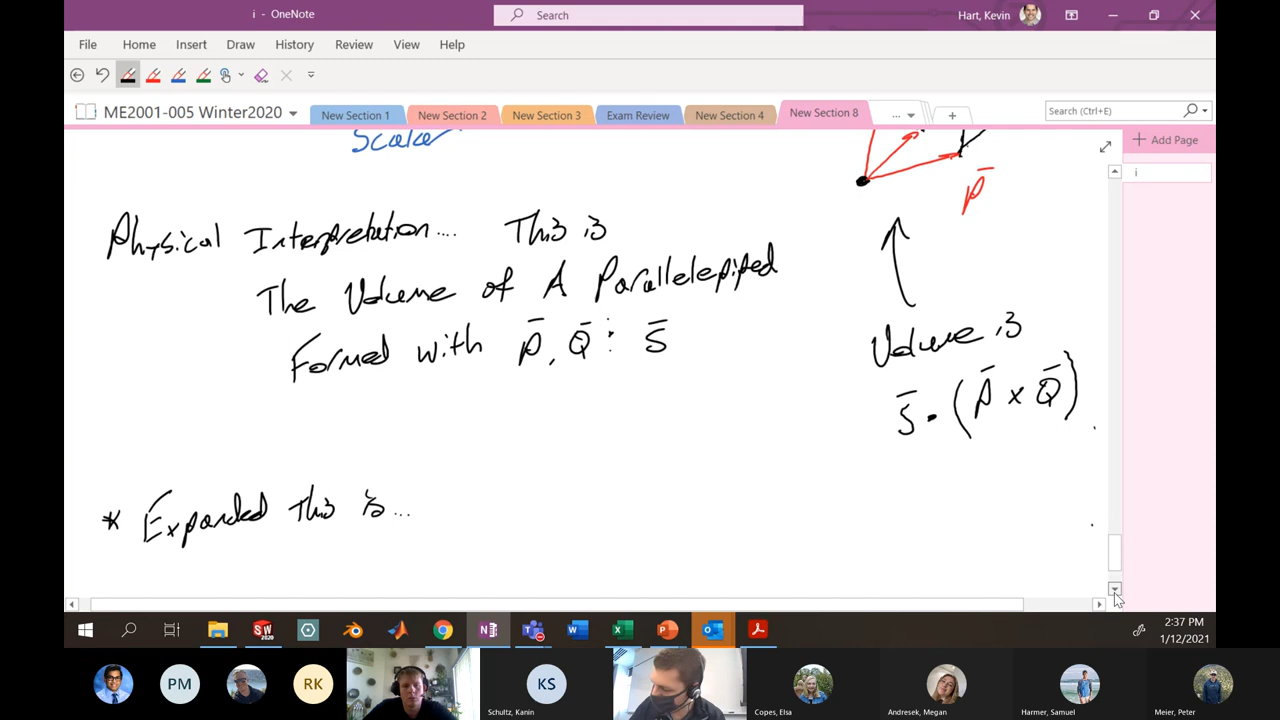 i - OneNote
Search
Hart, Kevin
File Home Insert Draw History Review View Help
ME2001-005 Winter2020
New Section 1
New Section 2
New Section 3
Exam Review
New Section 4
New Section 8
...
Search (Ctrl+E)
Add Page
i
Scalar
P̄
Physical Interpretation.... This is
The Volume of A Parallelepiped
Formed with P̄, Q̄ : S̄
Volume is
S̄ • (P̄ x Q̄)
* Expanded This is...
2:37 PM
1/12/2021
PM
RK
KS
Schultz, Kanin
Copes, Elsa
Andresek, Megan
Harmer, Samuel
Meier, Peter